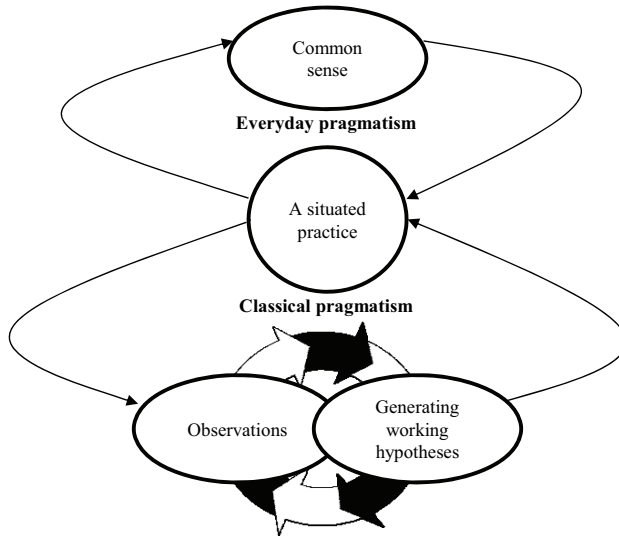 Common
sense
Everyday pragmatism
A situated
practice
Classical pragmatism
Observations
Generating
working
hypotheses